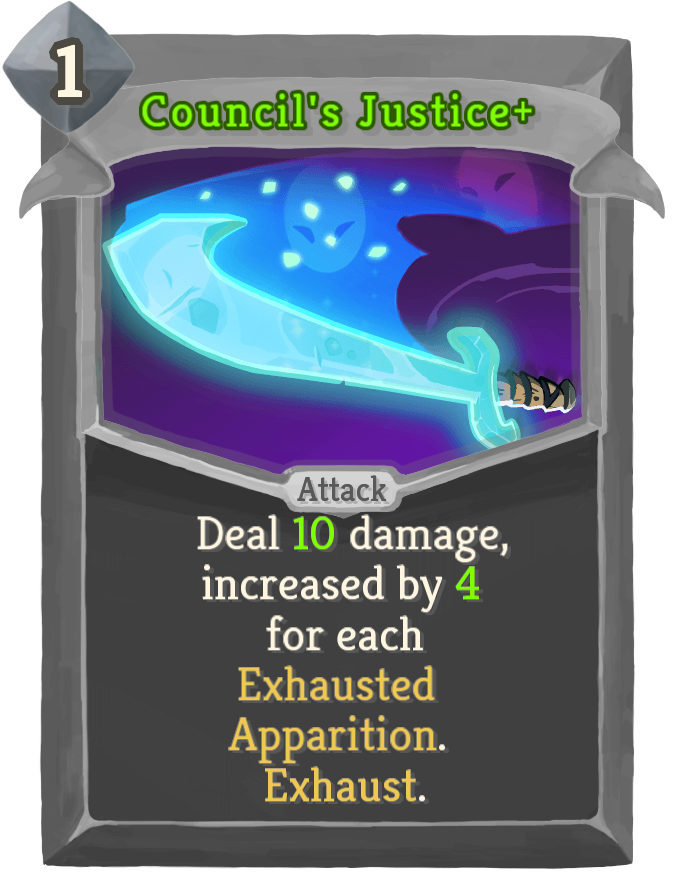 1
Council's Justice+
Attack
Deal 10 damage,
increased by 4
for each
Exhausted
Apparition.
Exhaust.